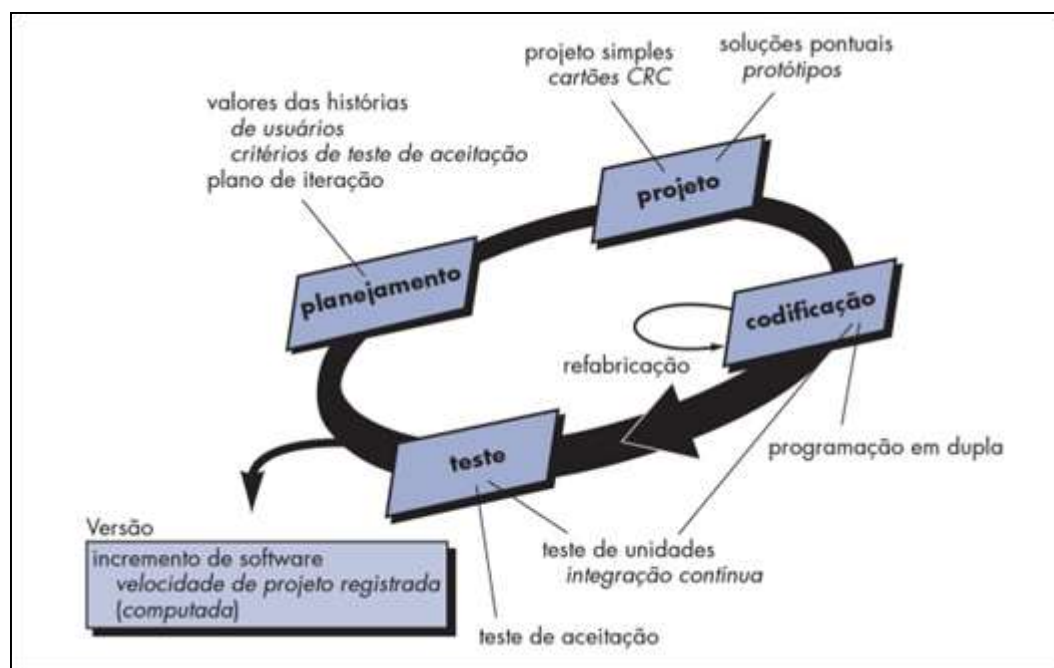 projeto simples
cartões CRC
soluções pontuais
protótipos
valores das histórias
de usuários
critérios de teste de aceitação
plano de iteração
projeto
planejamento
codificação
refabricação
programação em dupla
teste
teste de unidades
integração contínua
teste de aceitação
Versão
incremento de software
velocidade de projeto registrada
(computada)